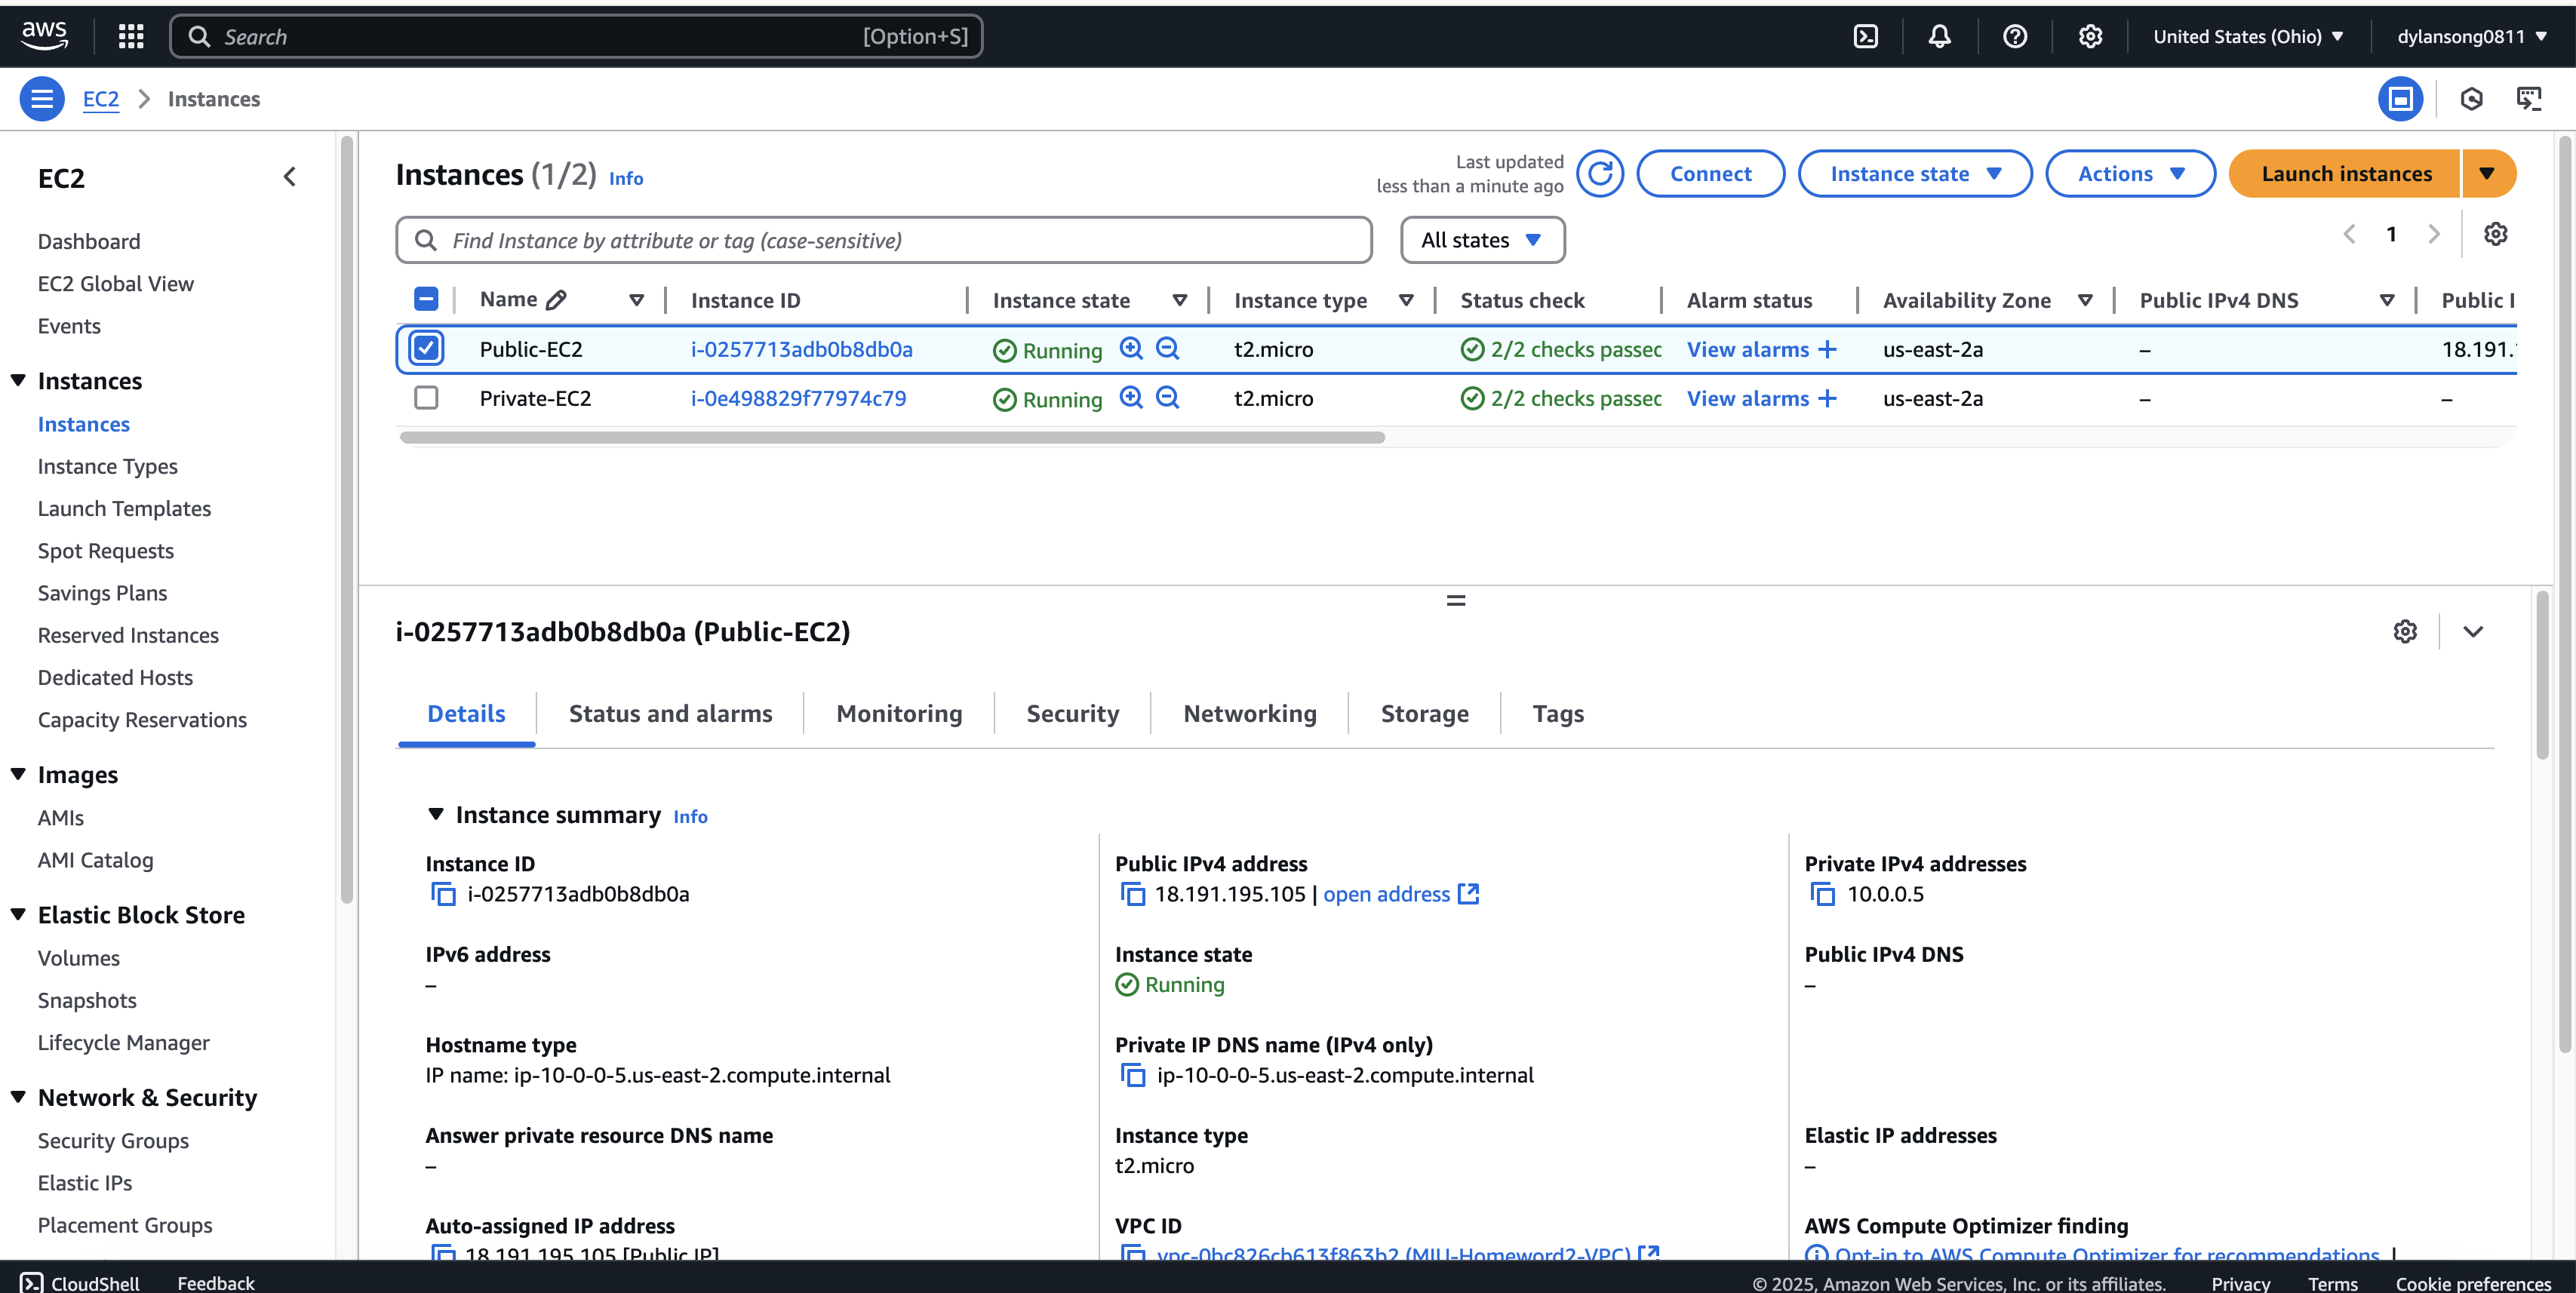 aws
Search [Option+S]
United States (Ohio)
dylansong0811
EC2 Instances
EC2
Dashboard
EC2 Global View
Events
Instances
Instances
Instance Types
Launch Templates
Spot Requests
Savings Plans
Reserved Instances
Dedicated Hosts
Capacity Reservations
Images
AMIs
AMI Catalog
Elastic Block Store
Volumes
Snapshots
Lifecycle Manager
Network & Security
Security Groups
Elastic IPs
Placement Groups
Instances (1/2) Info
Last updated
less than a minute ago
Connect
Instance state
Actions
Launch instances
Find Instance by attribute or tag (case-sensitive)
All states
1
Name Instance ID Instance state Instance type Status check Alarm status Availability Zone Public IPv4 DNS Public I
Public-EC2 i-0257713adb0b8db0a Running t2.micro 2/2 checks passec View alarms + us-east-2a – 18.191.
Private-EC2 i-0e498829f77974c79 Running t2.micro 2/2 checks passec View alarms + us-east-2a – –
i-0257713adb0b8db0a (Public-EC2)
Details Status and alarms Monitoring Security Networking Storage Tags
Instance summary Info
Instance ID
i-0257713adb0b8db0a
Public IPv4 address
18.191.195.105 | open address
Private IPv4 addresses
10.0.0.5
IPv6 address
–
Instance state
Running
Public IPv4 DNS
–
Hostname type
IP name: ip-10-0-0-5.us-east-2.compute.internal
Private IP DNS name (IPv4 only)
ip-10-0-0-5.us-east-2.compute.internal
Answer private resource DNS name
–
Instance type
t2.micro
Elastic IP addresses
–
Auto-assigned IP address
18.191.195.105 [Public IP]
VPC ID
vpc-0bc826cb613f863b2 (MIU-Homeword2-VPC)
AWS Compute Optimizer finding
Opt-in to AWS Compute Optimizer for recommendations. |
CloudShell Feedback
© 2025, Amazon Web Services, Inc. or its affiliates. Privacy Terms Cookie preferences